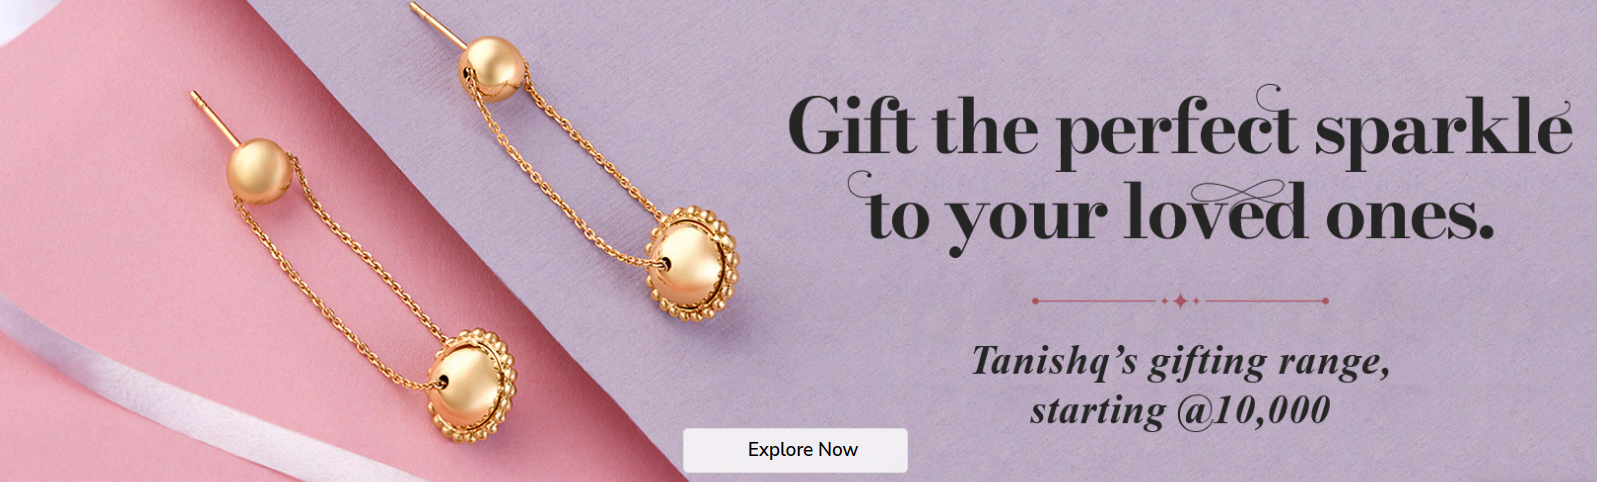 Gift the perfect sparkle
to your loved ones.
Tanishq’s gifting range,
starting @10,000
Explore Now